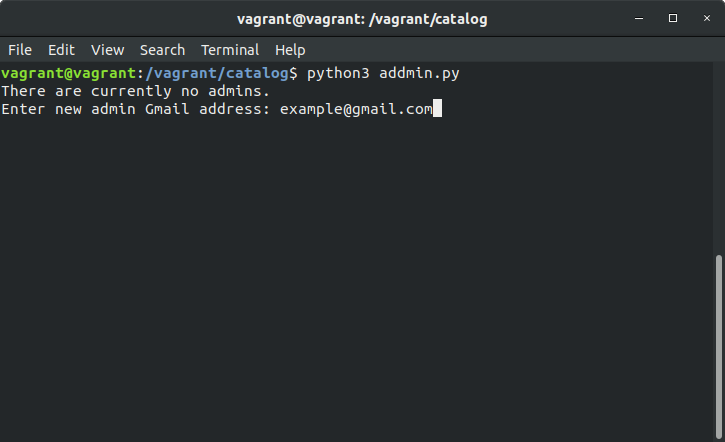 vagrant@vagrant: /vagrant/catalog
File Edit View Search Terminal Help
vagrant@vagrant:/vagrant/catalog$ python3 addmin.py
There are currently no admins.
Enter new admin Gmail address: example@gmail.com